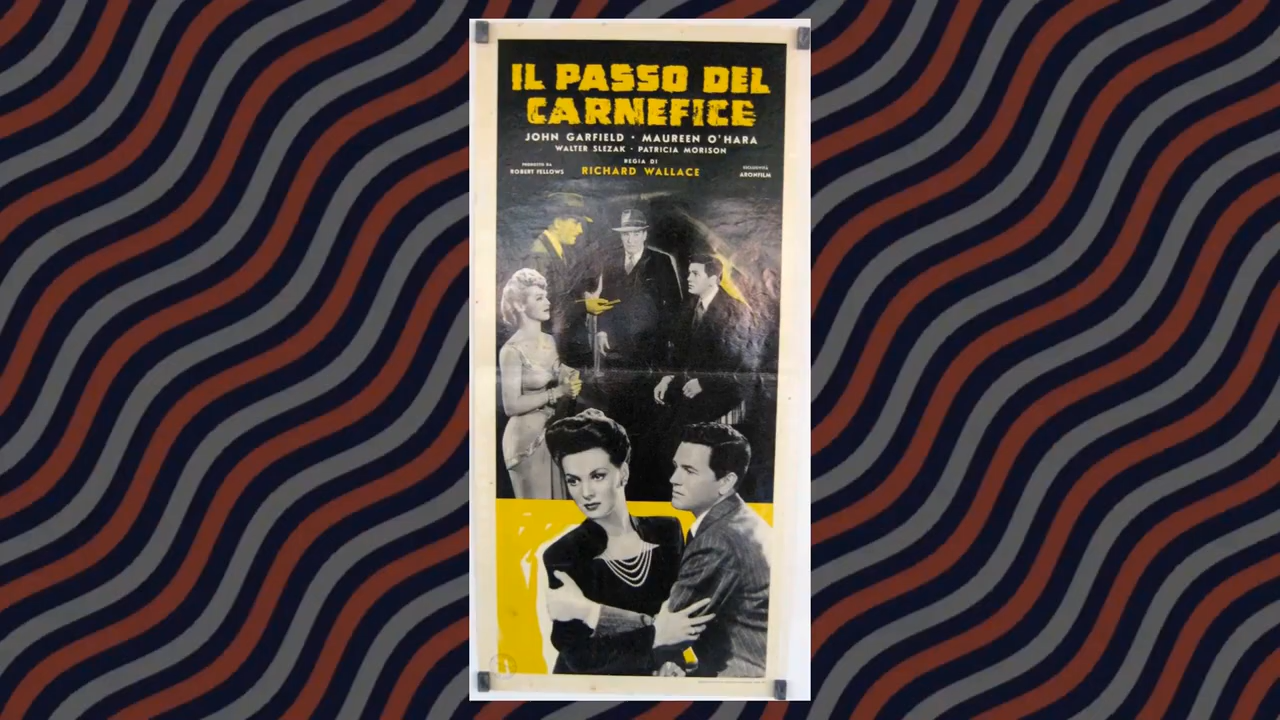 IL PASSO DEL
CARNEFICE
JOHN GARFIELD · MAUREEN O'HARA
WALTER SLEZAK · PATRICIA MORISON
PRODOTTO DA
ROBERT FELLOWS
REGIA DI
RICHARD WALLACE
ESCLUSIVITÀ
ARONFILM